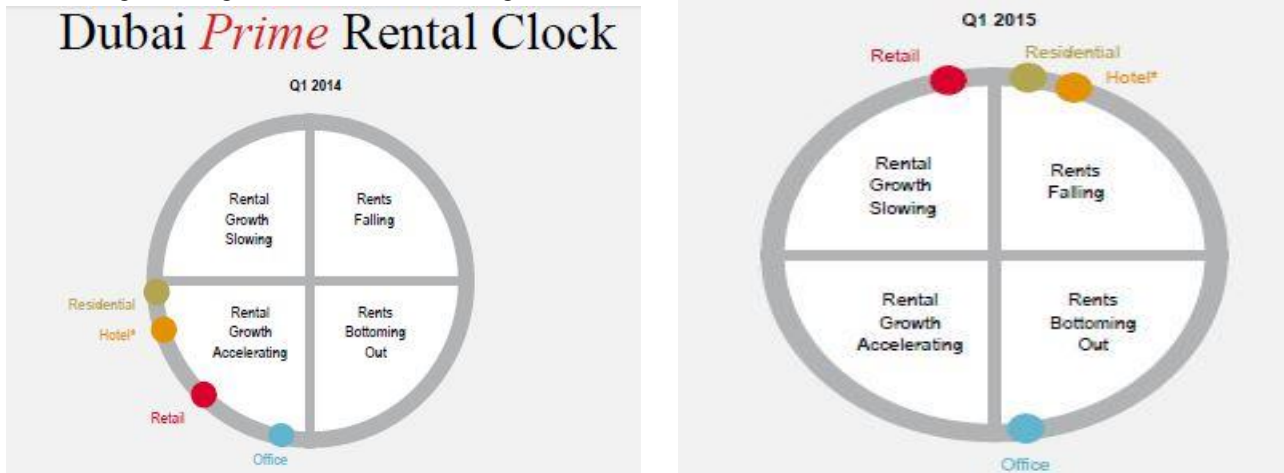 Dubai Prime Rental Clock
Q1 2014
Rental
Growth
Slowing
Rents
Falling
Residential
Hotel*
Rental
Growth
Accelerating
Rents
Bottoming
Out
Retail
Office
Q1 2015
Retail
Residential
Hotel*
Rental
Growth
Slowing
Rents
Falling
Rental
Growth
Accelerating
Rents
Bottoming
Out
Office